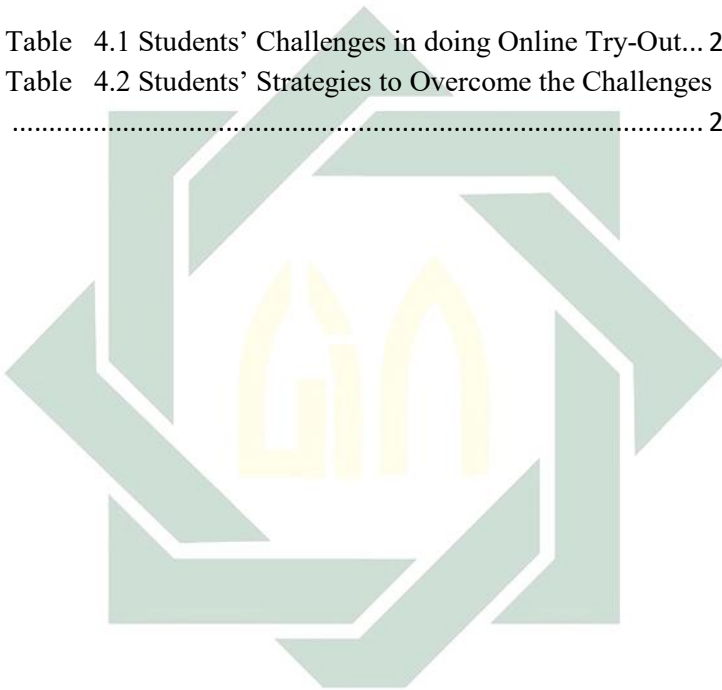 Table 4.1 Students’ Challenges in doing Online Try-Out... 2
Table 4.2 Students’ Strategies to Overcome the Challenges
............................................................................................... 2